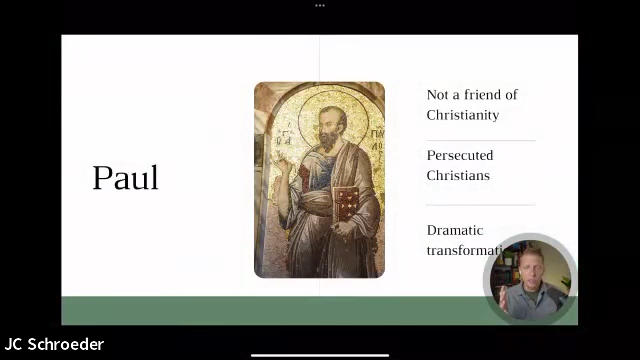 Paul
Not a friend of
Christianity
Persecuted
Christians
Dramatic
JC Schroeder